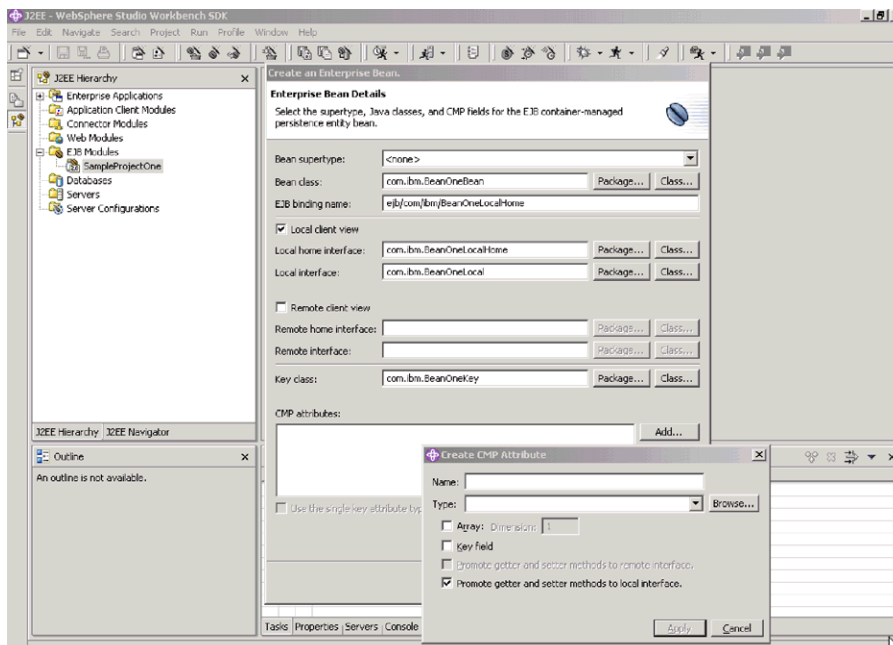 J2EE - WebSphere Studio Workbench SDK
File Edit Navigate Search Project Run Profile Window Help
J2EE Hierarchy
Enterprise Applications
Application Client Modules
Connector Modules
Web Modules
EJB Modules
SampleProjectOne
Databases
Servers
Server Configurations
J2EE Hierarchy J2EE Navigator
Outline
An outline is not available.
Create an Enterprise Bean.
Enterprise Bean Details
Select the supertype, Java classes, and CMP fields for the EJB container-managed
persistence entity bean.
Bean supertype: <none>
Bean class: com.ibm.BeanOneBean Package... Class...
EJB binding name: ejb/com/ibm/BeanOneLocalHome
Local client view
Local home interface: com.ibm.BeanOneLocalHome Package... Class...
Local interface: com.ibm.BeanOneLocal Package... Class...
Remote client view
Remote home interface: Package... Class...
Remote interface: Package... Class...
Key class: com.ibm.BeanOneKey Package... Class...
CMP attributes:
Add...
Use the single key attribute typ
Create CMP Attribute
Name:
Type: Browse...
Array: Dimension: 1
Key field
Promote getter and setter methods to remote interface.
Promote getter and setter methods to local interface.
Apply Cancel
Tasks Properties Servers Console